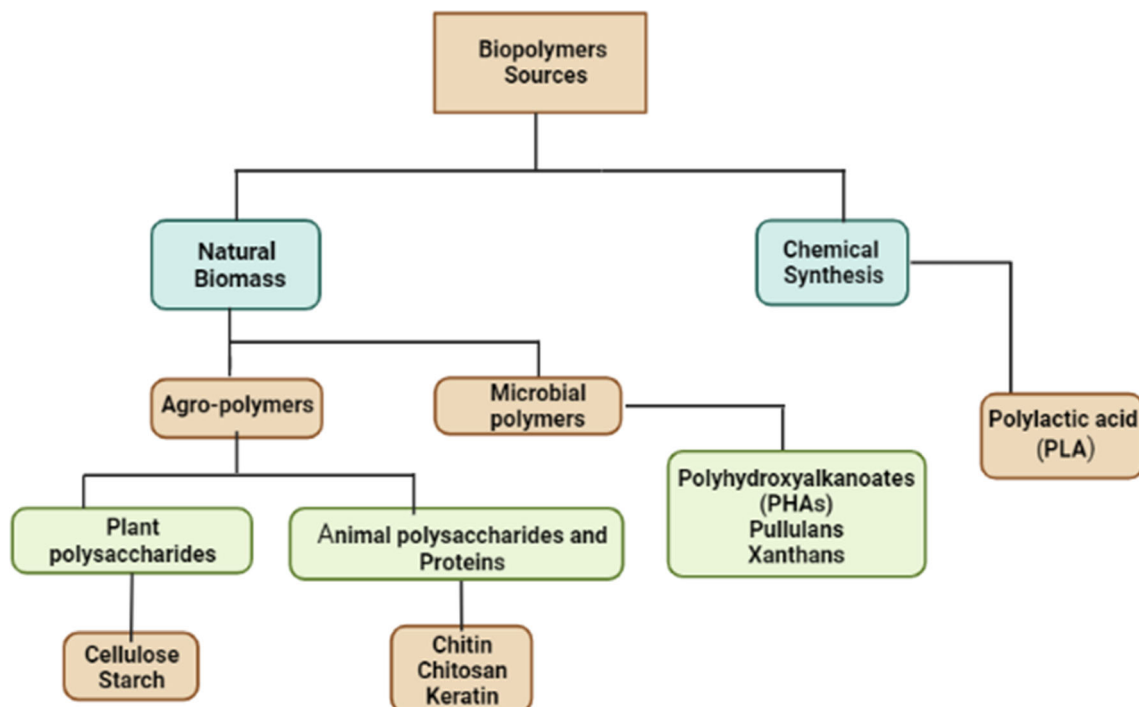 Biopolymers
Sources
Natural
Biomass
Chemical
Synthesis
Agro-polymers
Microbial
polymers
Polylactic acid
(PLA)
Plant
polysaccharides
Animal polysaccharides and
Proteins
Polyhydroxyalkanoates
(PHAs)
Pullulans
Xanthans
Cellulose
Starch
Chitin
Chitosan
Keratin